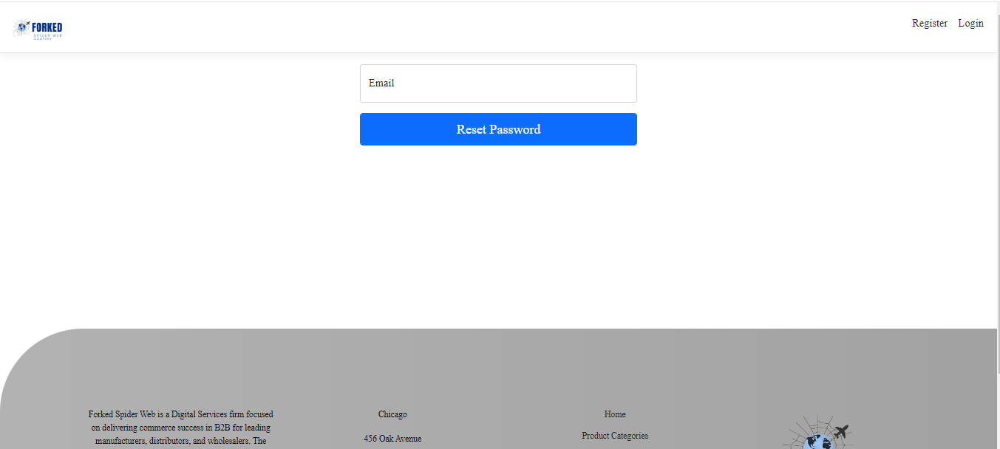 FORKED
SPIDER WEB
COMPANY
Register Login
Email
Reset Password
Forked Spider Web is a Digital Services firm focused
on delivering commerce success in B2B for leading
manufacturers, distributors, and wholesalers. The
Chicago
456 Oak Avenue
Home
Product Categories